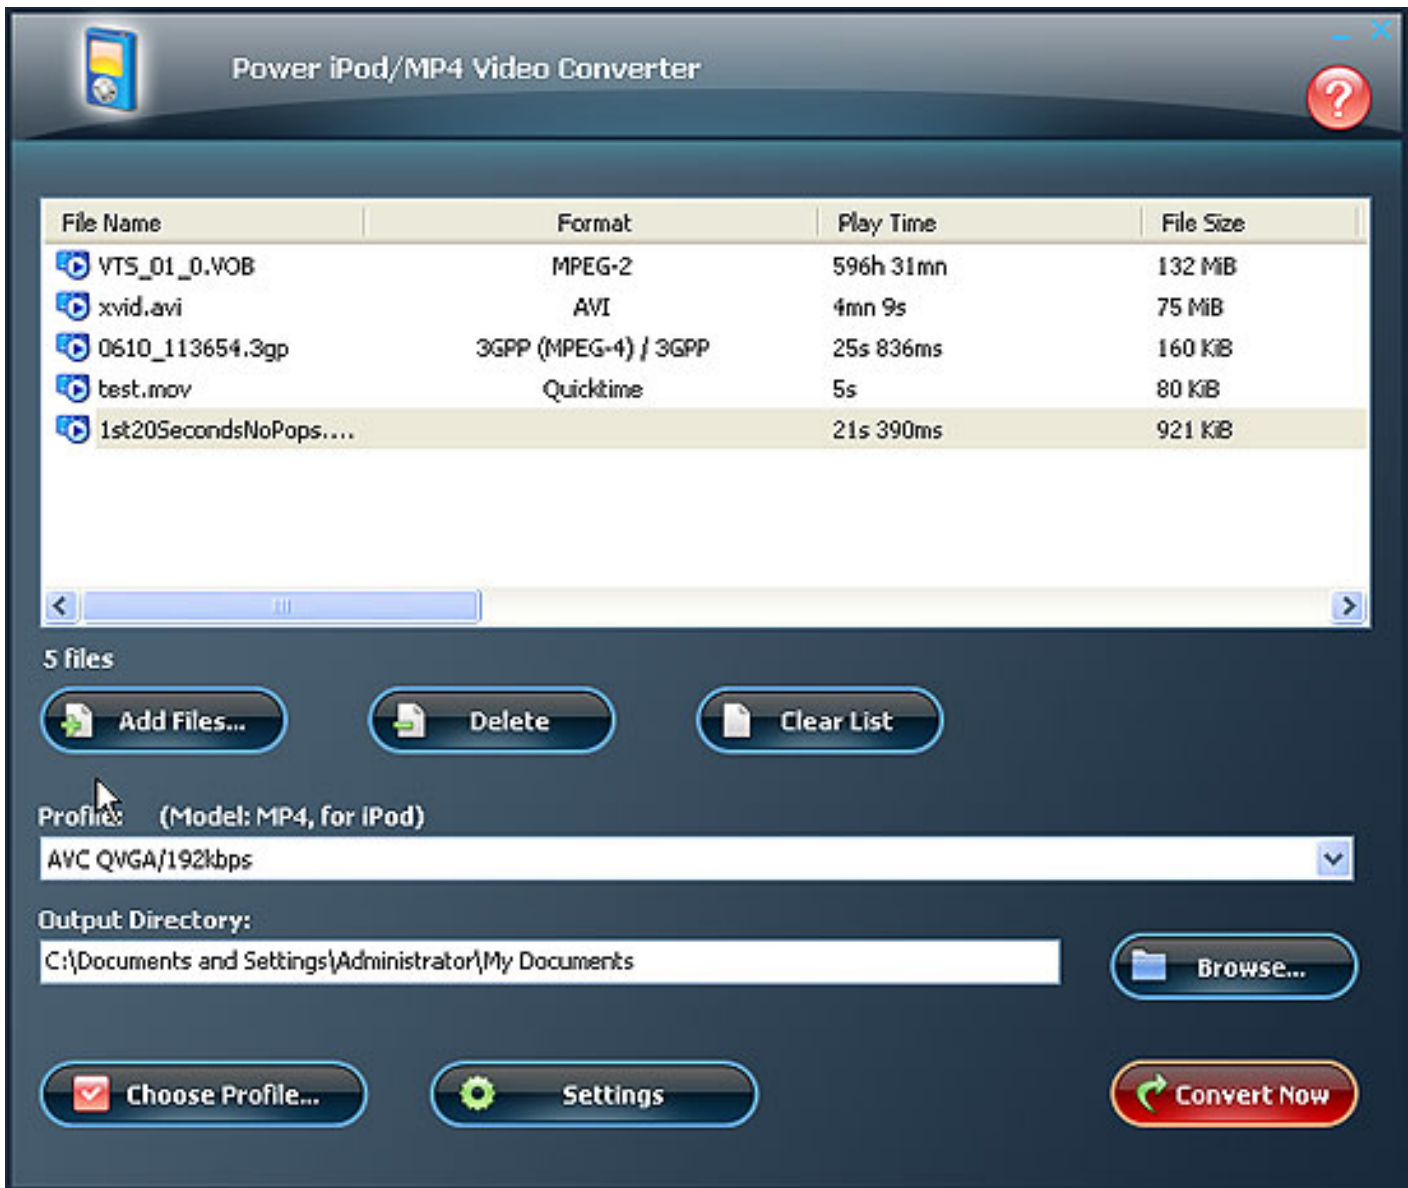 Power iPod/MP4 Video Converter
?
File Name Format Play Time File Size
VTS_01_0.VOB MPEG-2 596h 31mn 132 MiB
xvid.avi AVI 4mn 9s 75 MiB
0610_113654.3gp 3GPP (MPEG-4) / 3GPP 25s 836ms 160 KiB
test.mov Quicktime 5s 80 KiB
1st20SecondsNoPops.... 21s 390ms 921 KiB
5 files
Add Files... Delete Clear List
Profile: (Model: MP4, for iPod)
AVC QVGA/192kbps
Output Directory:
C:\Documents and Settings\Administrator\My Documents
Browse...
Choose Profile... Settings Convert Now